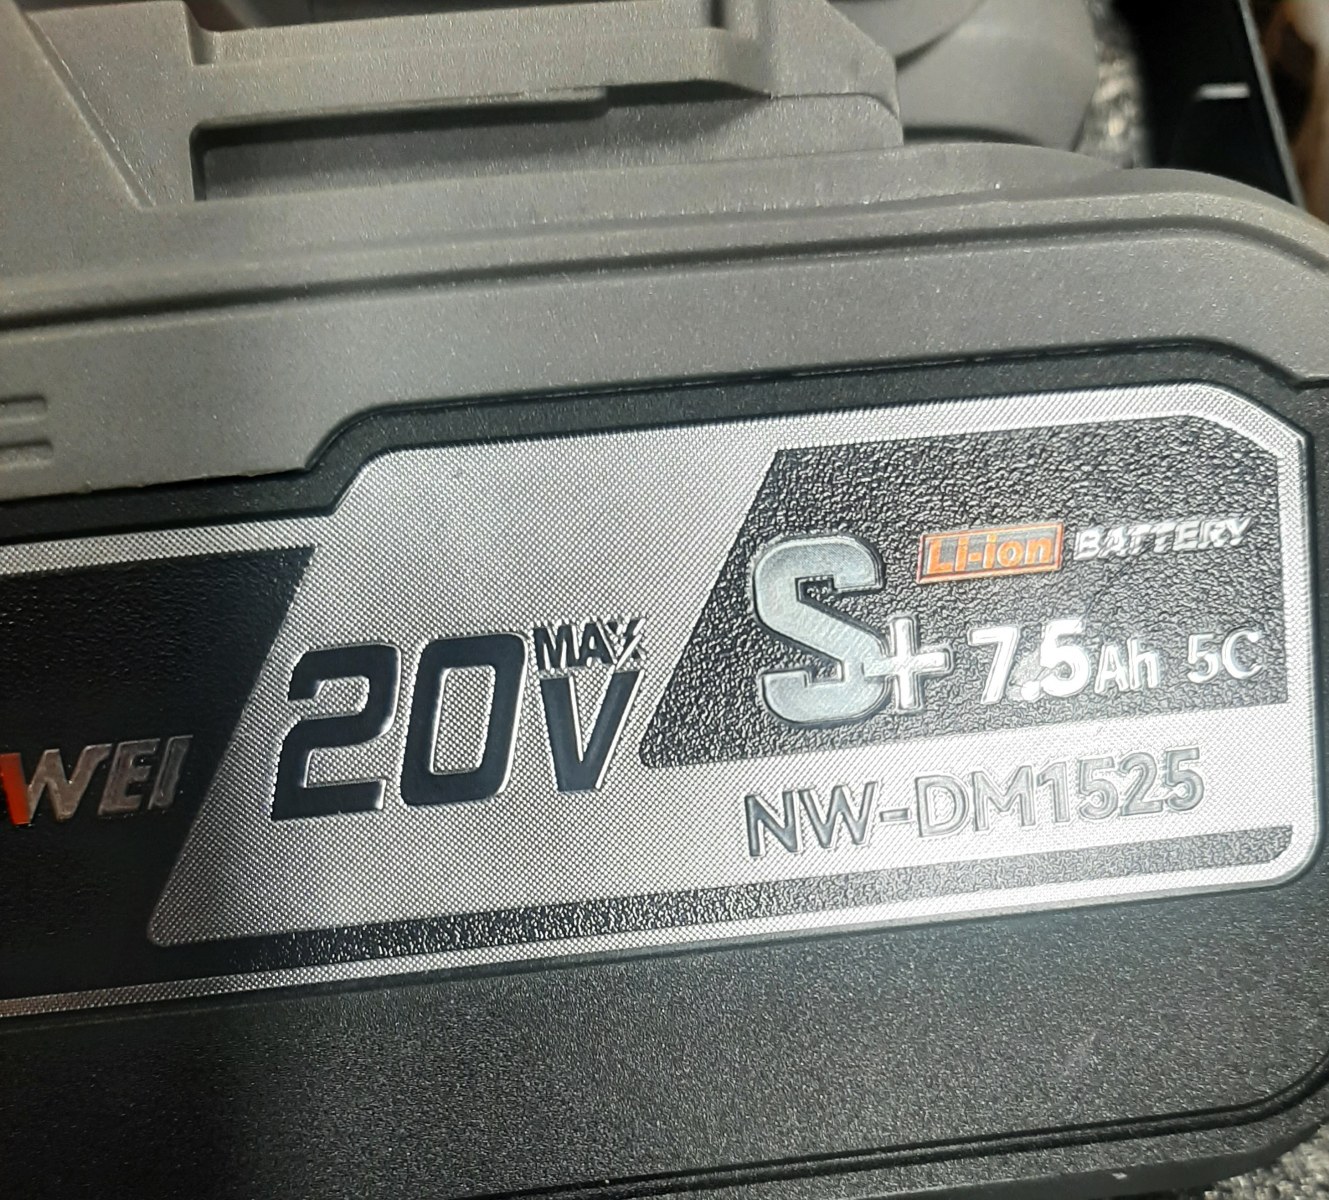 WEI
20V MAX
S+
Li-ion BATTERY
7.5Ah 5C
NW-DM1525